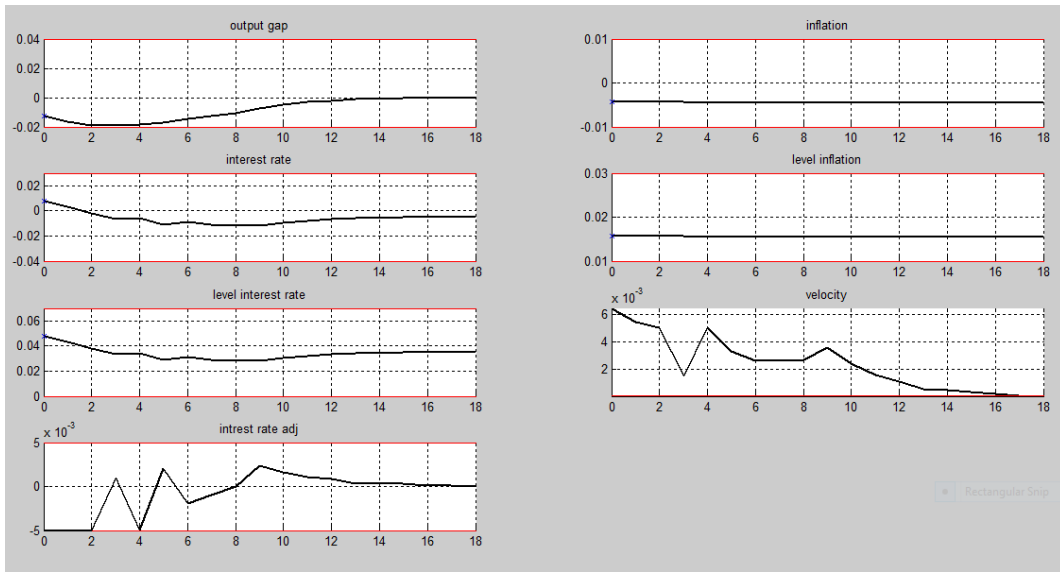 output gap
0.04
0.02
0
-0.02
0 2 4 6 8 10 12 14 16 18
inflation
0.01
0
-0.01
0 2 4 6 8 10 12 14 16 18
interest rate
0.02
0
-0.02
-0.04
0 2 4 6 8 10 12 14 16 18
level inflation
0.03
0.02
0.01
0 2 4 6 8 10 12 14 16 18
level interest rate
0.06
0.04
0.02
0
0 2 4 6 8 10 12 14 16 18
velocity
x 10-3
6
4
2
0 2 4 6 8 10 12 14 16 18
intrest rate adj
x 10-3
5
0
-5
0 2 4 6 8 10 12 14 16 18
Rectangular Snip